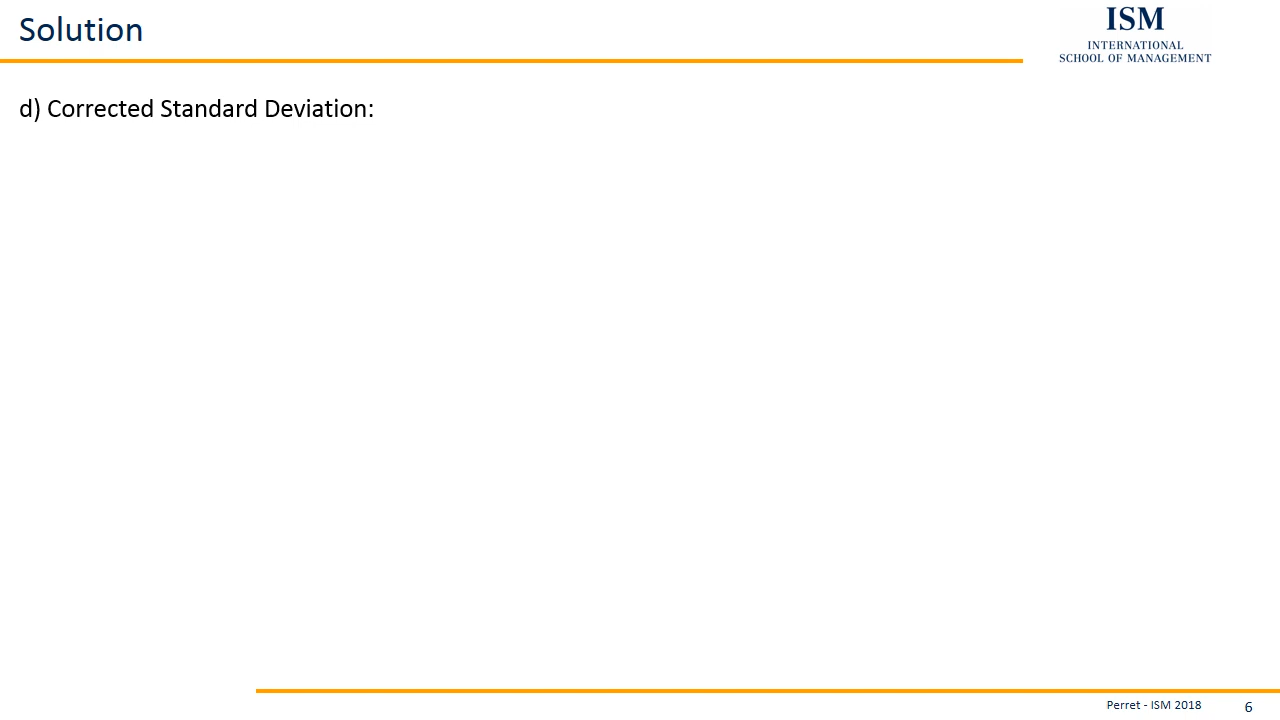 Solution
ISM
INTERNATIONAL
SCHOOL OF MANAGEMENT
d) Corrected Standard Deviation:
Perret - ISM 2018
6